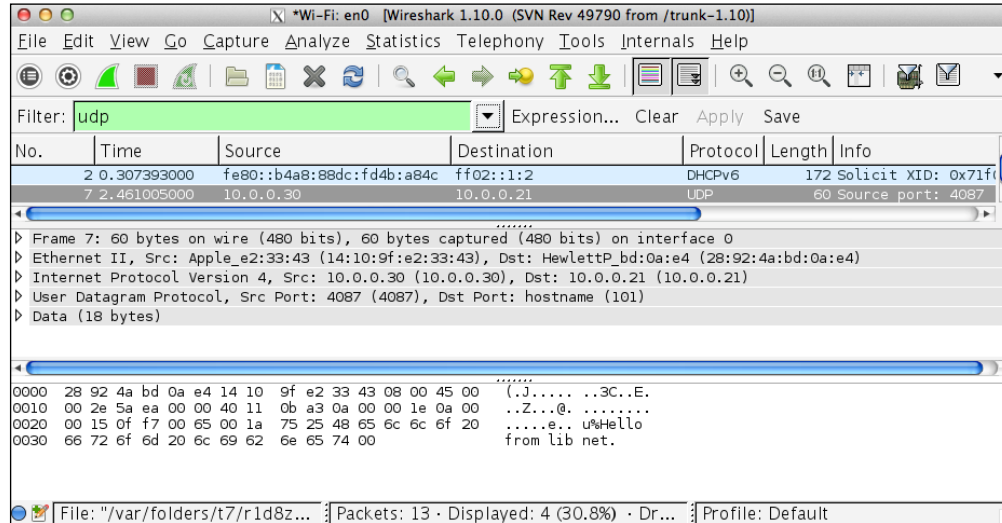 *Wi-Fi: en0 [Wireshark 1.10.0 (SVN Rev 49790 from /trunk-1.10)]
File Edit View Go Capture Analyze Statistics Telephony Tools Internals Help
Filter: udp Expression... Clear Apply Save
No. Time Source Destination Protocol Length Info
2 0.307393000 fe80::b4a8:88dc:fd4b:a84c ff02::1:2 DHCPv6 172 Solicit XID: 0x71f
7 2.461005000 10.0.0.30 10.0.0.21 UDP 60 Source port: 4087
Frame 7: 60 bytes on wire (480 bits), 60 bytes captured (480 bits) on interface 0
Ethernet II, Src: Apple_e2:33:43 (14:10:9f:e2:33:43), Dst: HewlettP_bd:0a:e4 (28:92:4a:bd:0a:e4)
Internet Protocol Version 4, Src: 10.0.0.30 (10.0.0.30), Dst: 10.0.0.21 (10.0.0.21)
User Datagram Protocol, Src Port: 4087 (4087), Dst Port: hostname (101)
Data (18 bytes)
0000 28 92 4a bd 0a e4 14 10 9f e2 33 43 08 00 45 00 (.J..... ..3C..E.
0010 00 2e 5a ea 00 00 40 11 0b a3 0a 00 00 1e 0a 00 ..Z...@. ........
0020 00 15 0f f7 00 65 00 1a 75 25 48 65 6c 6c 6f 20 .....e.. u%Hello
0030 66 72 6f 6d 20 6c 69 62 6e 65 74 00 from lib net.
File: "/var/folders/t7/r1d8z... Packets: 13 · Displayed: 4 (30.8%) · Dr... Profile: Default